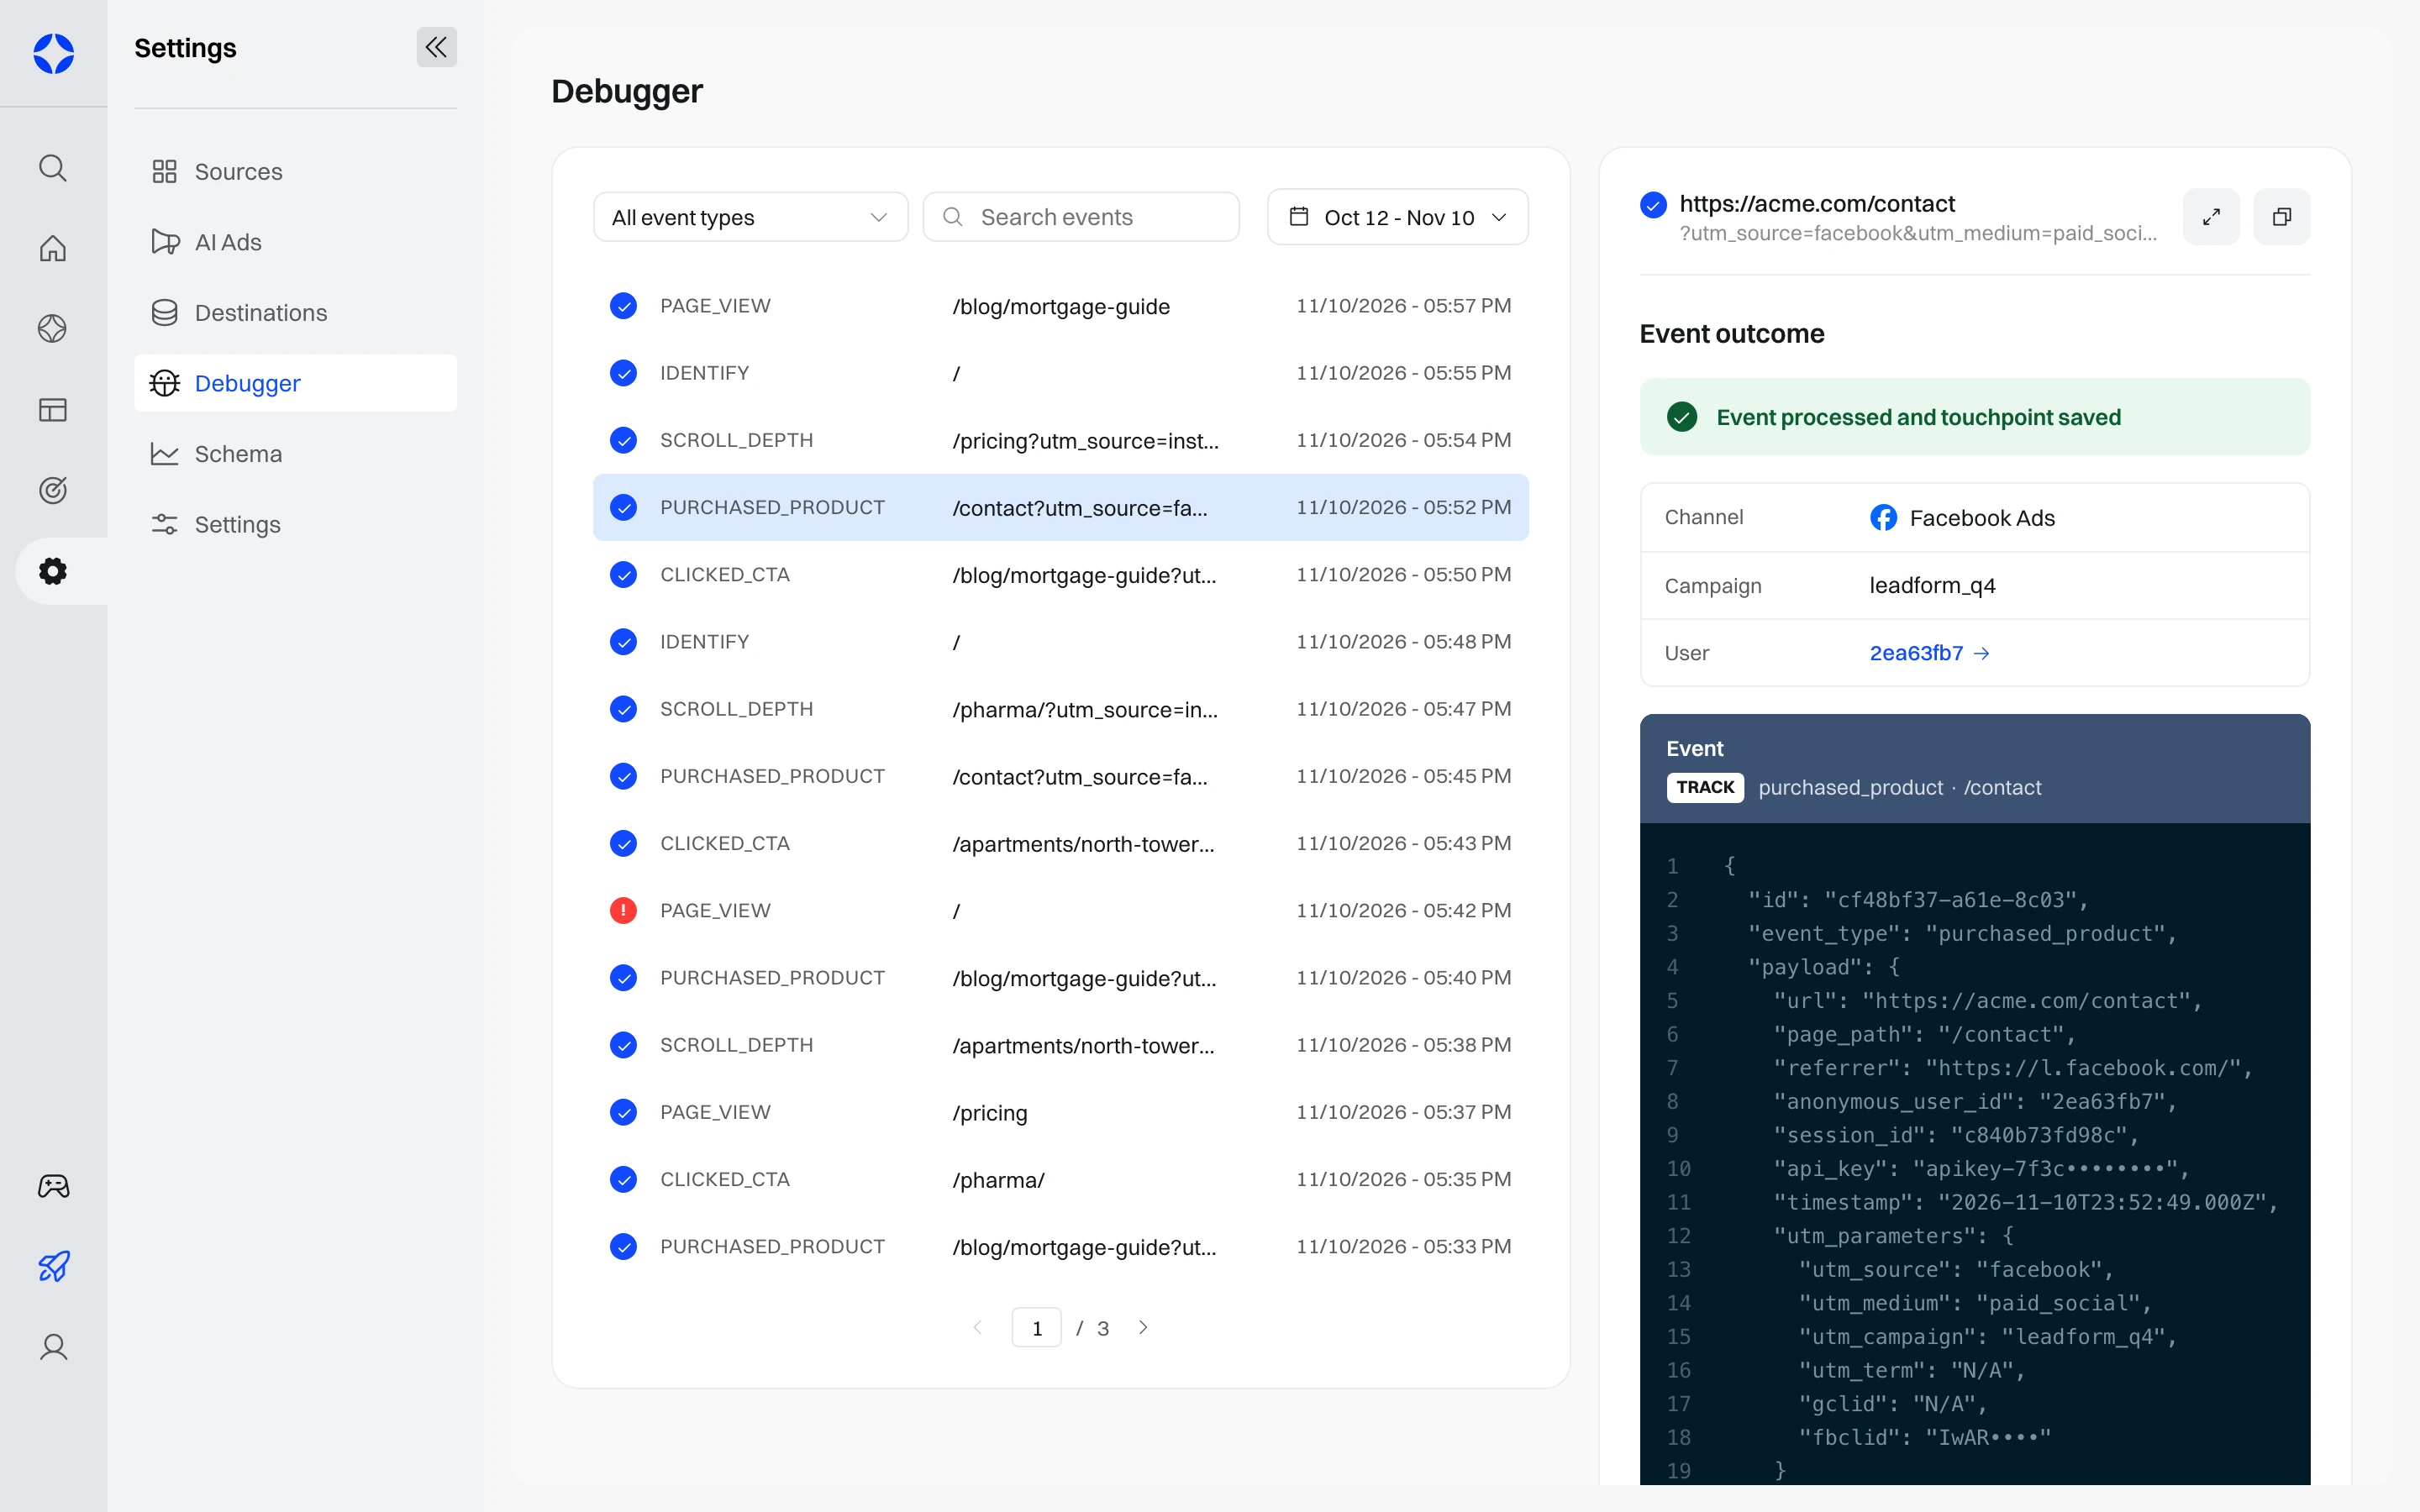 Settings
Sources
AI Ads
Destinations
Debugger
Schema
Settings
Debugger
All event types
Search events
Oct 12 - Nov 10
PAGE_VIEW /blog/mortgage-guide 11/10/2026 - 05:57 PM
IDENTIFY / 11/10/2026 - 05:55 PM
SCROLL_DEPTH /pricing?utm_source=inst... 11/10/2026 - 05:54 PM
PURCHASED_PRODUCT /contact?utm_source=fa... 11/10/2026 - 05:52 PM
CLICKED_CTA /blog/mortgage-guide?ut... 11/10/2026 - 05:50 PM
IDENTIFY / 11/10/2026 - 05:48 PM
SCROLL_DEPTH /pharma/?utm_source=in... 11/10/2026 - 05:47 PM
PURCHASED_PRODUCT /contact?utm_source=fa... 11/10/2026 - 05:45 PM
CLICKED_CTA /apartments/north-tower... 11/10/2026 - 05:43 PM
PAGE_VIEW / 11/10/2026 - 05:42 PM
PURCHASED_PRODUCT /blog/mortgage-guide?ut... 11/10/2026 - 05:40 PM
SCROLL_DEPTH /apartments/north-tower... 11/10/2026 - 05:38 PM
PAGE_VIEW /pricing 11/10/2026 - 05:37 PM
CLICKED_CTA /pharma/ 11/10/2026 - 05:35 PM
PURCHASED_PRODUCT /blog/mortgage-guide?ut... 11/10/2026 - 05:33 PM
1 / 3
https://acme.com/contact
?utm_source=facebook&utm_medium=paid_soci...
Event outcome
Event processed and touchpoint saved
Channel Facebook Ads
Campaign leadform_q4
User 2ea63fb7 →
Event
TRACK purchased_product · /contact
1 {
2 "id": "cf48bf37-a61e-8c03",
3 "event_type": "purchased_product",
4 "payload": {
5 "url": "https://acme.com/contact",
6 "page_path": "/contact",
7 "referrer": "https://l.facebook.com/",
8 "anonymous_user_id": "2ea63fb7",
9 "session_id": "c840b73fd98c",
10 "api_key": "apikey-7f3c••••••••",
11 "timestamp": "2026-11-10T23:52:49.000Z",
12 "utm_parameters": {
13 "utm_source": "facebook",
14 "utm_medium": "paid_social",
15 "utm_campaign": "leadform_q4",
16 "utm_term": "N/A",
17 "gclid": "N/A",
18 "fbclid": "IwAR••••"
19 }